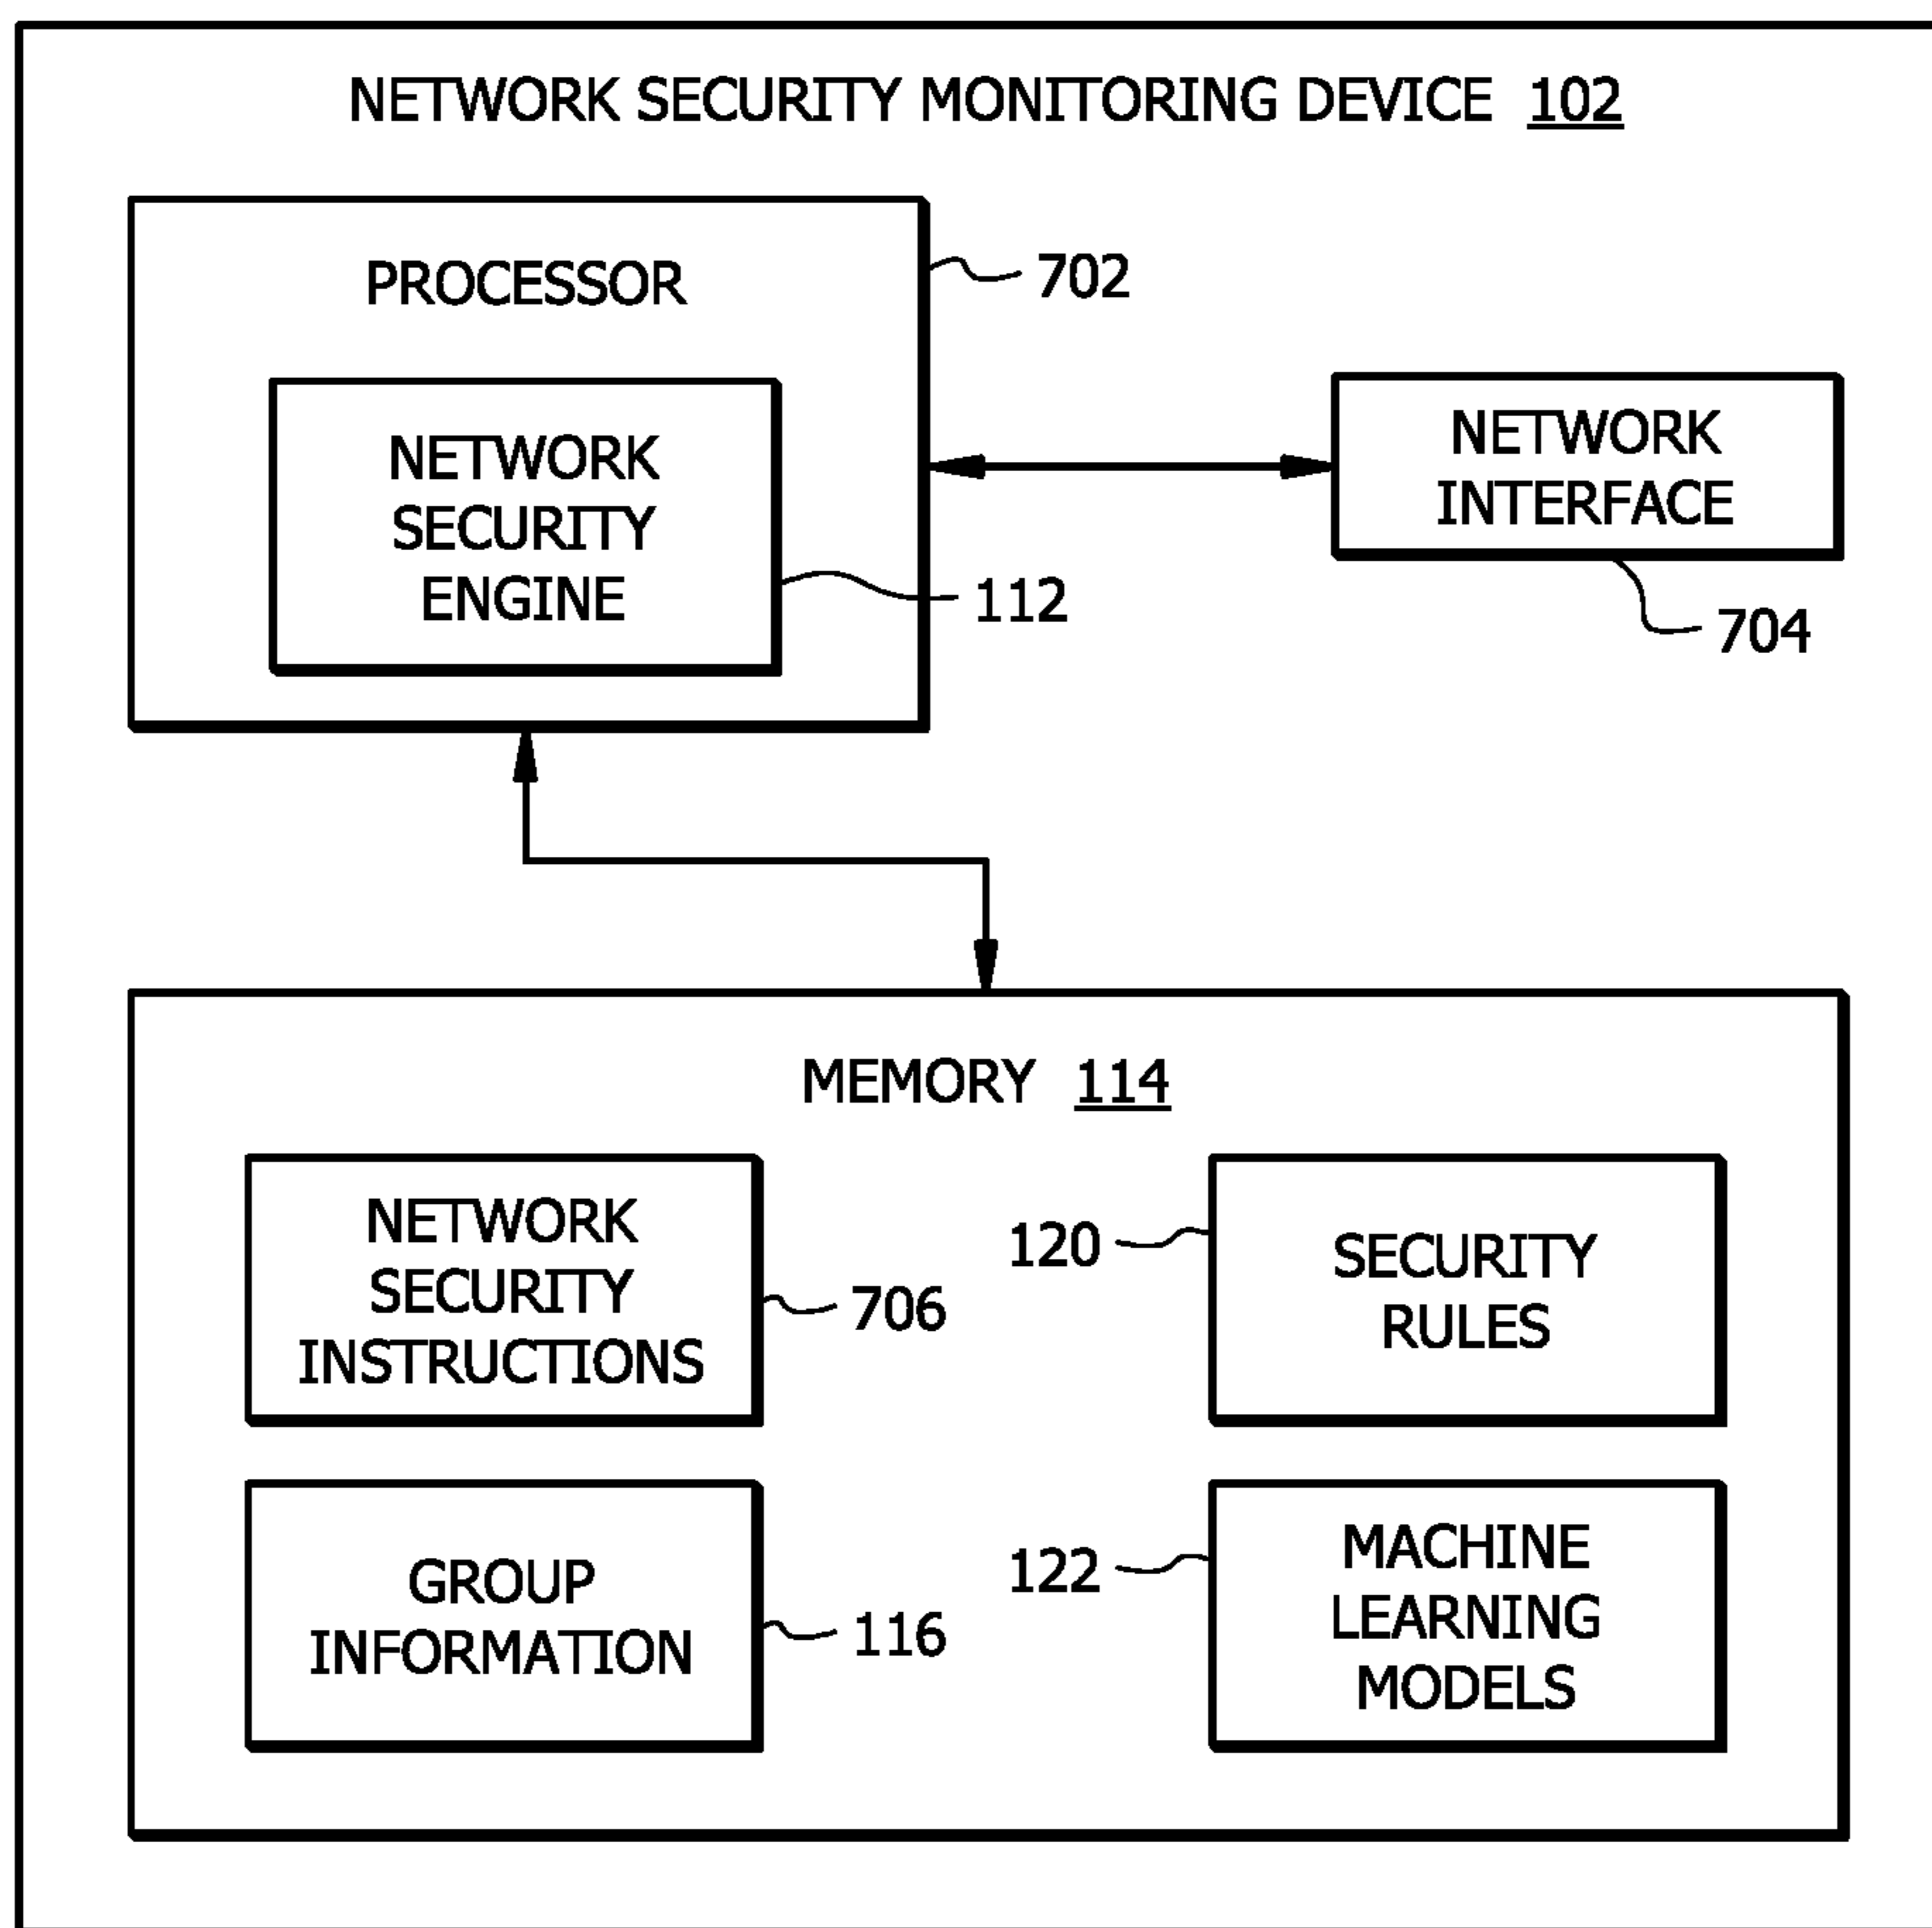 NETWORK SECURITY MONITORING DEVICE 102
PROCESSOR
702
NETWORK
SECURITY
ENGINE
112
NETWORK
INTERFACE
704
MEMORY 114
NETWORK
SECURITY
INSTRUCTIONS
706
120
SECURITY
RULES
GROUP
INFORMATION
116
122
MACHINE
LEARNING
MODELS